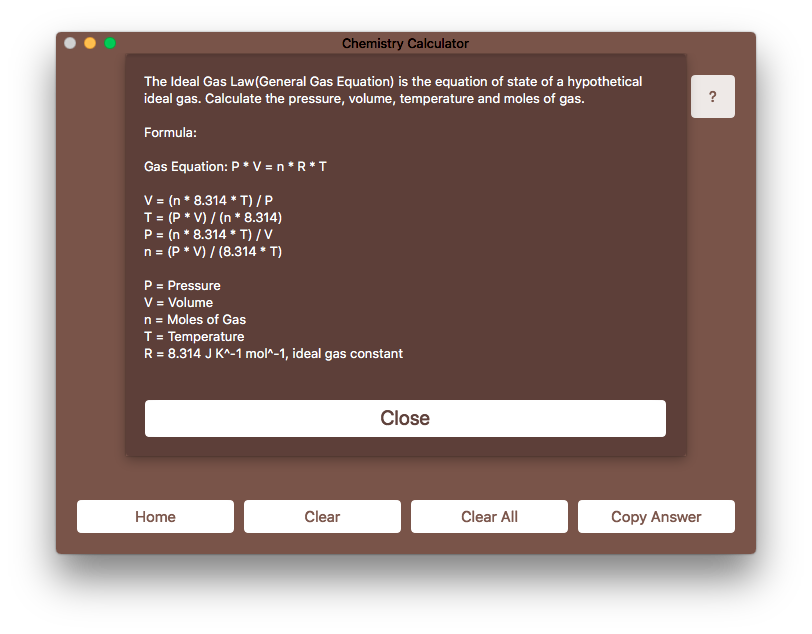 Chemistry Calculator
The Ideal Gas Law(General Gas Equation) is the equation of state of a hypothetical
ideal gas. Calculate the pressure, volume, temperature and moles of gas.
?
Formula:
Gas Equation: P * V = n * R * T
V = (n * 8.314 * T) / P
T = (P * V) / (n * 8.314)
P = (n * 8.314 * T) / V
n = (P * V) / (8.314 * T)
P = Pressure
V = Volume
n = Moles of Gas
T = Temperature
R = 8.314 J K^-1 mol^-1, ideal gas constant
Close
Home
Clear
Clear All
Copy Answer